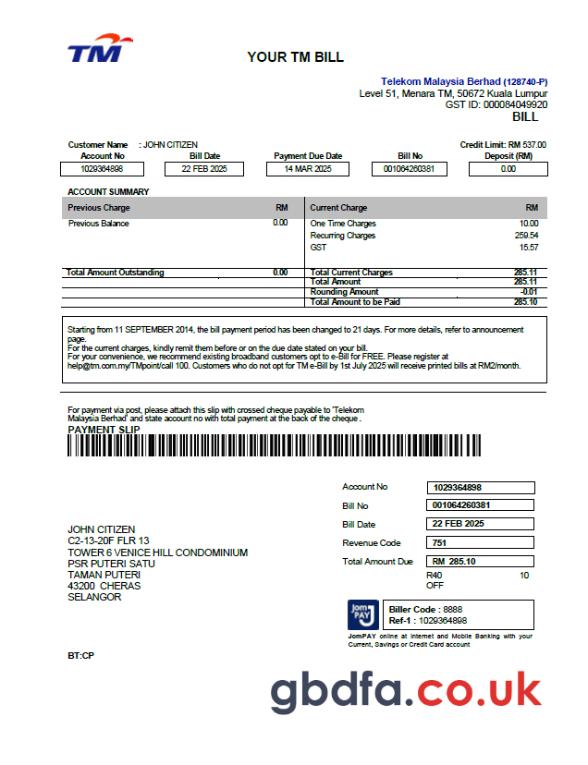 TM
YOUR TM BILL
Telekom Malaysia Berhad (128740-P)
Level 51, Menara TM, 50672 Kuala Lumpur
GST ID: 000084049920
BILL
Customer Name : JOHN CITIZEN Credit Limit: RM 537.00
Account No Bill Date Payment Due Date Bill No Deposit (RM)
1029364898 22 FEB 2025 14 MAR 2025 001064260381 0.00
ACCOUNT SUMMARY
Previous Charge RM Current Charge RM
Previous Balance 0.00 One Time Charges 10.00
Recurring Charges 259.54
GST 15.57
Total Amount Outstanding 0.00 Total Current Charges 285.11
Total Amount 285.11
Rounding Amount -0.01
Total Amount to be Paid 285.10
Starting from 11 SEPTEMBER 2014, the bill payment period has been changed to 21 days. For more details, refer to announcement
page.
For the current charges, kindly remit them before or on the due date stated on your bill.
For your convenience, we recommend existing broadband customers opt to e-Bill for FREE. Please register at
help@tm.com.my/TMpoint/call 100. Customers who do not opt for TM e-Bill by 1st July 2025 will receive printed bills at RM2/month.
For payment via post, please attach this slip with crossed cheque payable to 'Telekom
Malaysia Berhad' and state account no with total payment at the back of the cheque .
PAYMENT SLIP
Account No 1029364898
Bill No 001064260381
Bill Date 22 FEB 2025
Revenue Code 751
Total Amount Due RM 285.10
R40 10
OFF
JOHN CITIZEN
C2-13-20F FLR 13
TOWER 6 VENICE HILL CONDOMINIUM
PSR PUTERI SATU
TAMAN PUTERI
43200 CHERAS
SELANGOR
Jom
PAY
Biller Code : 8888
Ref-1 : 1029364898
JomPAY online at Internet and Mobile Banking with your
Current, Savings or Credit Card account
BT:CP
gbdfa.co.uk